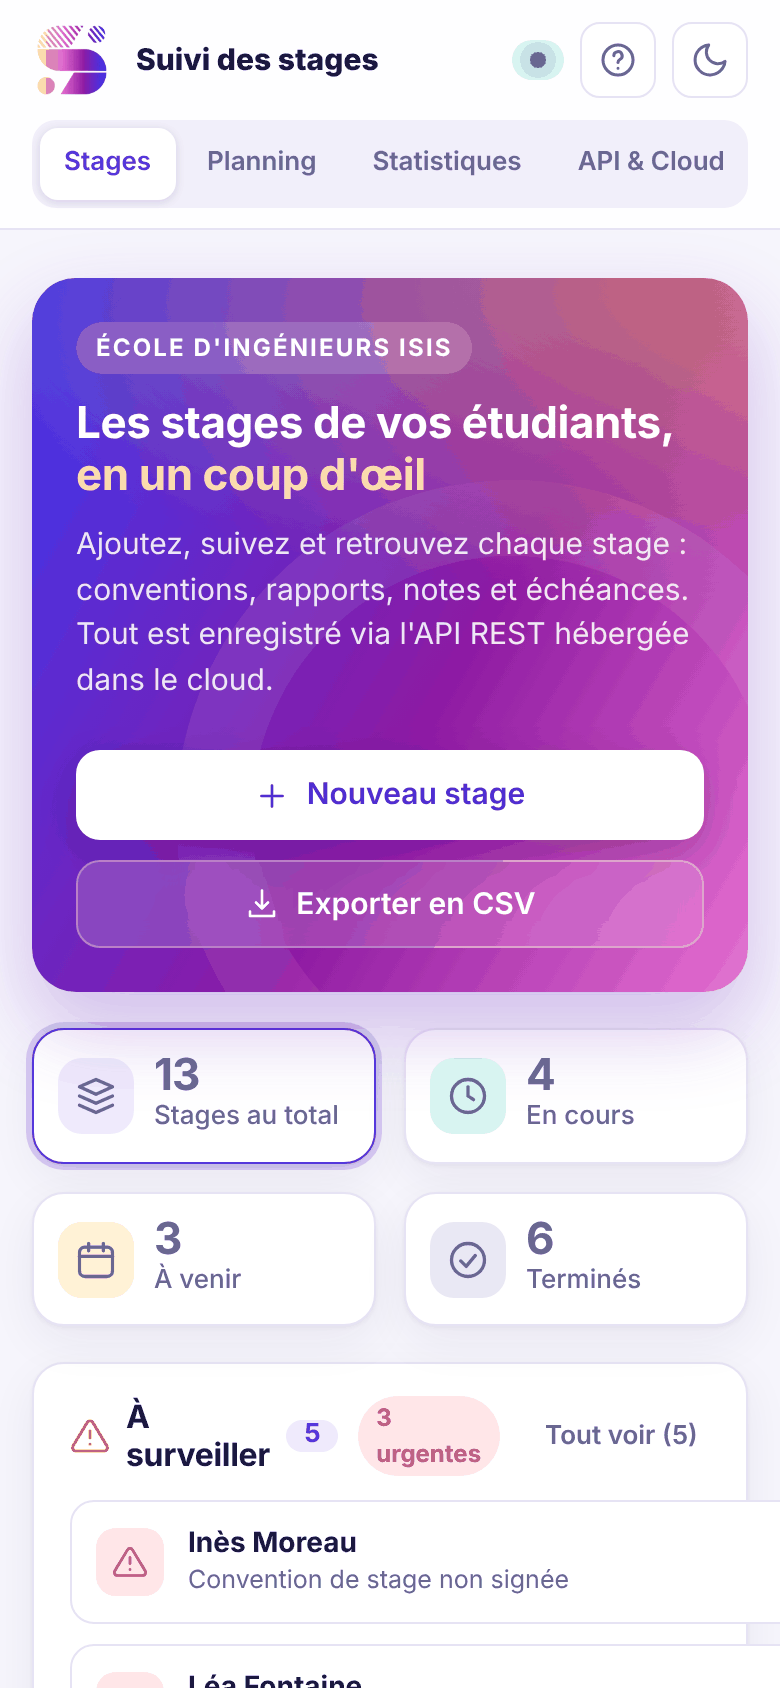 Suivi des stages
Stages Planning Statistiques API & Cloud
ÉCOLE D'INGÉNIEURS ISIS
Les stages de vos étudiants,
en un coup d'œil
Ajoutez, suivez et retrouvez chaque stage :
conventions, rapports, notes et échéances.
Tout est enregistré via l'API REST hébergée
dans le cloud.
Nouveau stage
Exporter en CSV
13
Stages au total
4
En cours
3
À venir
6
Terminés
À
surveiller
5
3
urgentes
Tout voir (5)
Inès Moreau
Convention de stage non signée
Léa Fontaine